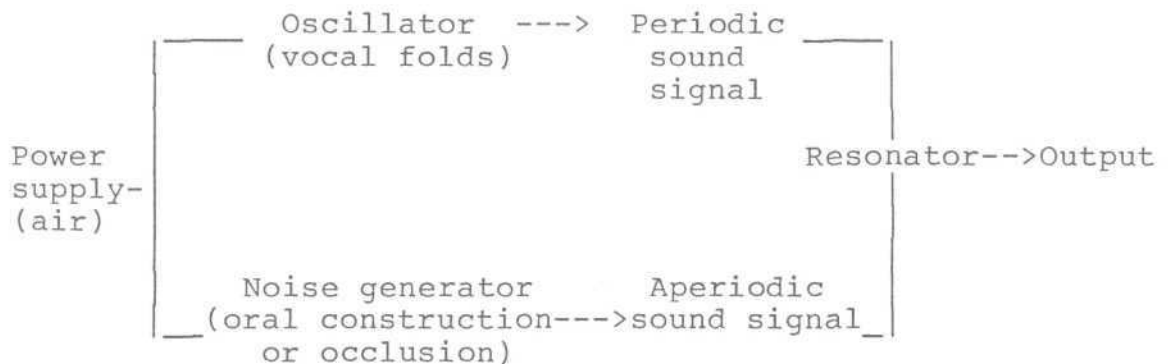 Oscillator ---> Periodic
(vocal folds) sound
signal
Power
supply-
(air)
Resonator-->Output
Noise generator Aperiodic
(oral construction--->sound signal
or occlusion)